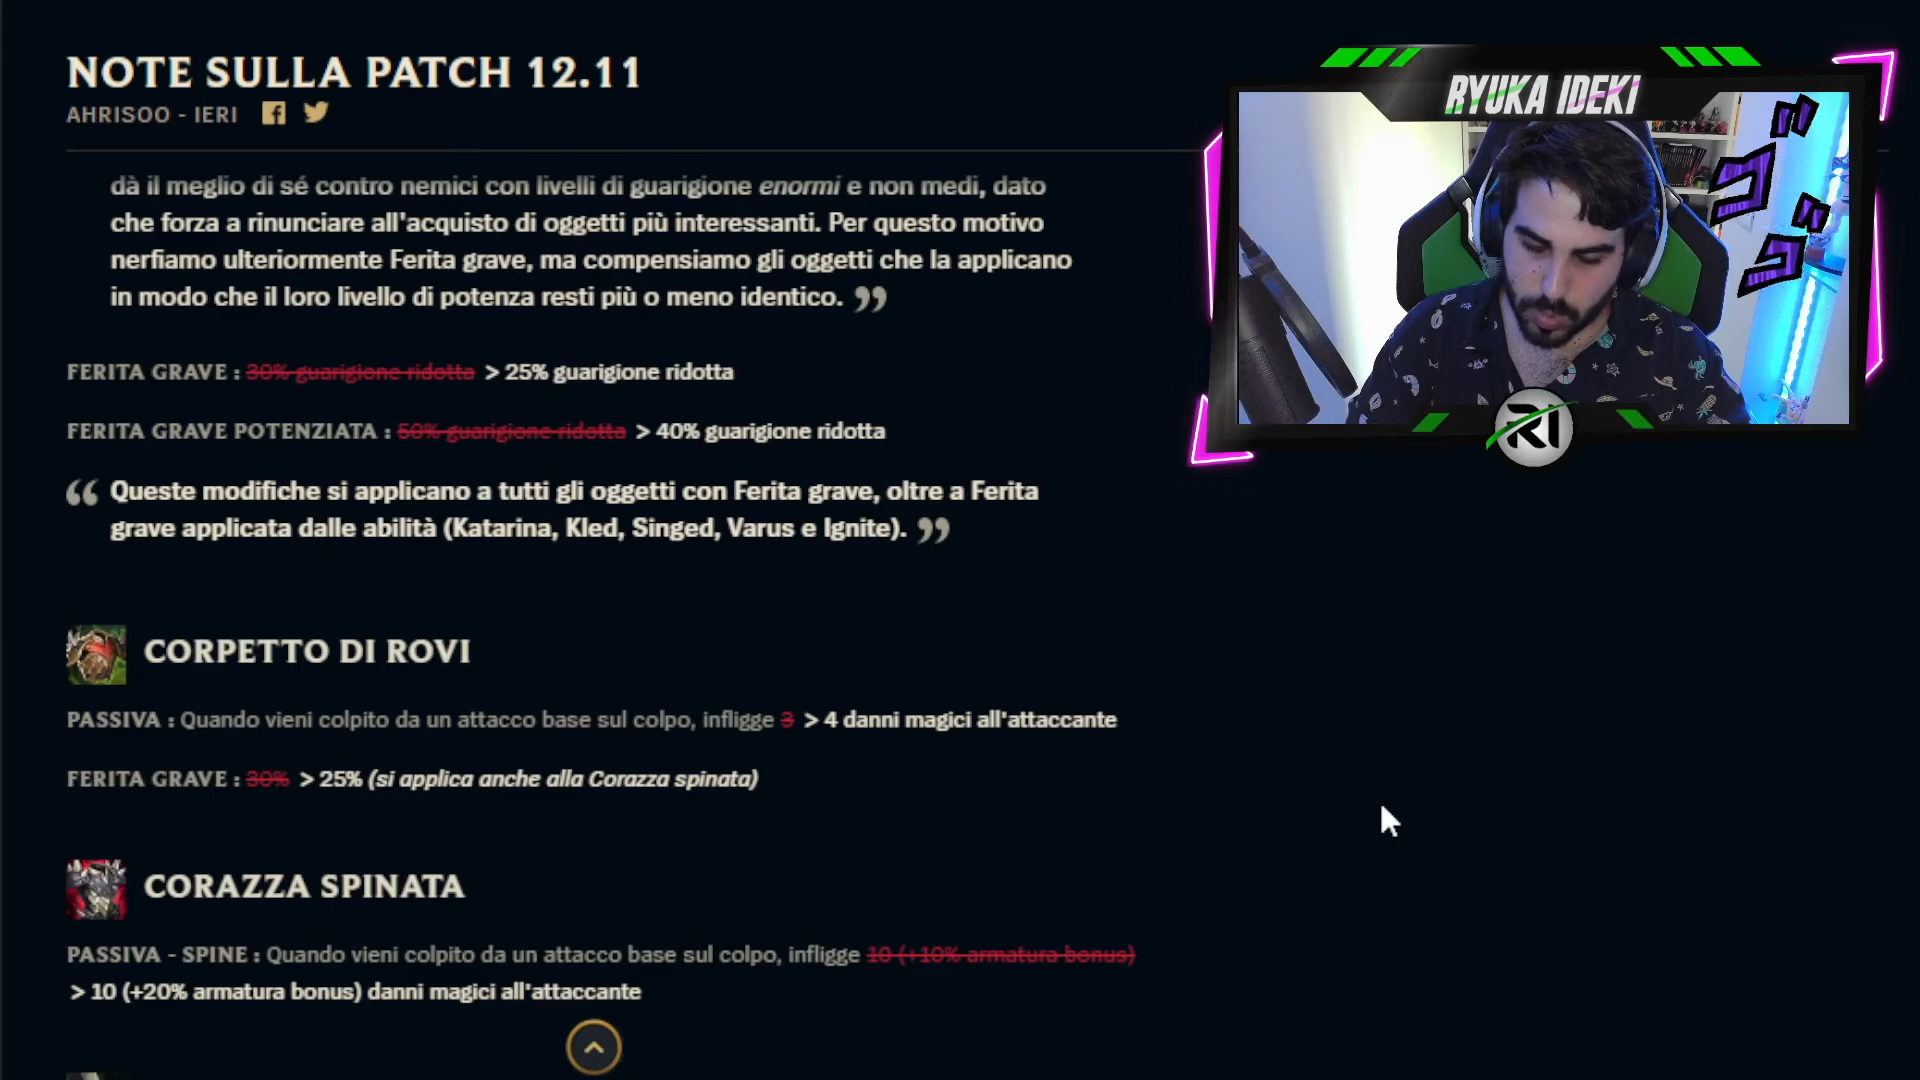 NOTE SULLA PATCH 12.11
AHRISOO - IERI
RYUKA IDEKI
dà il meglio di sé contro nemici con livelli di guarigione enormi e non medi, dato
che forza a rinunciare all'acquisto di oggetti più interessanti. Per questo motivo
nerfiamo ulteriormente Ferita grave, ma compensiamo gli oggetti che la applicano
in modo che il loro livello di potenza resti più o meno identico. ”
FERITA GRAVE : 30% guarigione ridotta > 25% guarigione ridotta
RI
FERITA GRAVE POTENZIATA : 50% guarigione ridotta > 40% guarigione ridotta
“ Queste modifiche si applicano a tutti gli oggetti con Ferita grave, oltre a Ferita
grave applicata dalle abilità (Katarina, Kled, Singed, Varus e Ignite). ”
CORPETTO DI ROVI
PASSIVA : Quando vieni colpito da un attacco base sul colpo, infligge 3 > 4 danni magici all'attaccante
FERITA GRAVE : 30% > 25% (si applica anche alla Corazza spinata)
CORAZZA SPINATA
PASSIVA - SPINE : Quando vieni colpito da un attacco base sul colpo, infligge 10 (+10% armatura bonus)
> 10 (+20% armatura bonus) danni magici all'attaccante